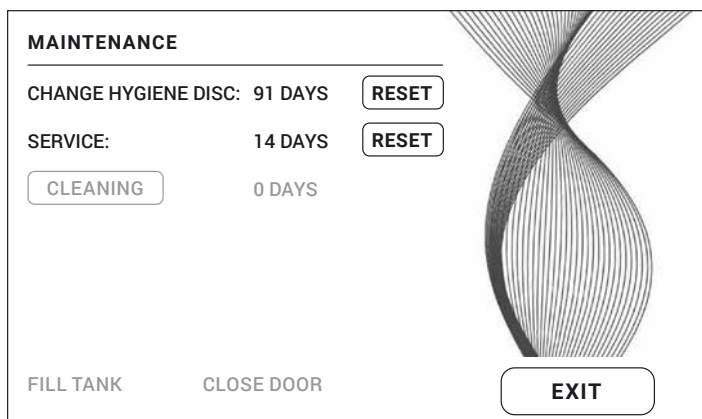 MAINTENANCE
CHANGE HYGIENE DISC: 91 DAYS RESET
SERVICE: 14 DAYS RESET
CLEANING 0 DAYS
FILL TANK CLOSE DOOR EXIT